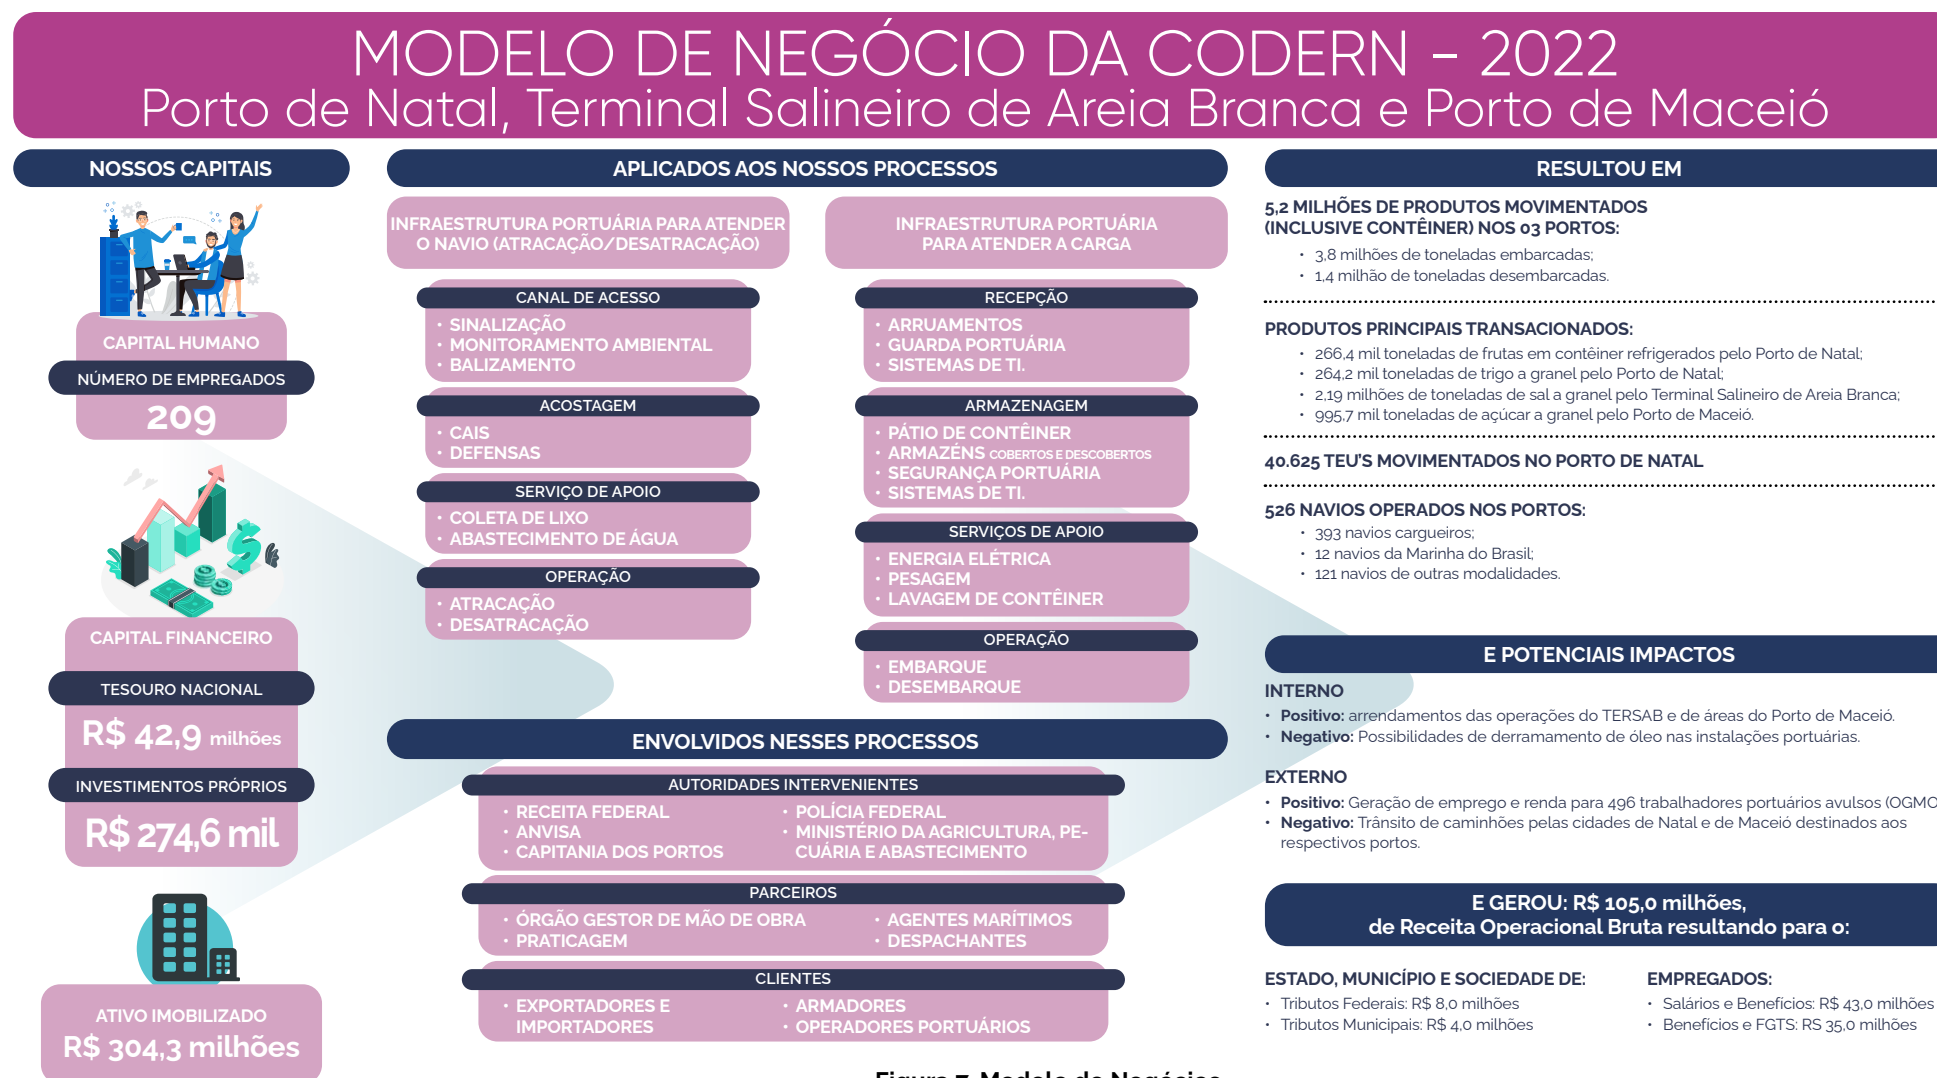 MODELO DE NEGÓCIO DA CODERN - 2022
Porto de Natal, Terminal Salineiro de Areia Branca e Porto de Maceió
NOSSOS CAPITAIS
CAPITAL HUMANO
NÚMERO DE EMPREGADOS
209
CAPITAL FINANCEIRO
TESOURO NACIONAL
R$ 42,9 milhões
INVESTIMENTOS PRÓPRIOS
R$ 274,6 mil
ATIVO IMOBILIZADO
R$ 304,3 milhões
APLICADOS AOS NOSSOS PROCESSOS
INFRAESTRUTURA PORTUÁRIA PARA ATENDER
O NAVIO (ATRACAÇÃO/DESATRACAÇÃO)
CANAL DE ACESSO
• SINALIZAÇÃO
• MONITORAMENTO AMBIENTAL
• BALIZAMENTO
ACOSTAGEM
• CAIS
• DEFENSAS
SERVIÇO DE APOIO
• COLETA DE LIXO
• ABASTECIMENTO DE ÁGUA
OPERAÇÃO
• ATRACAÇÃO
• DESATRACAÇÃO
INFRAESTRUTURA PORTUÁRIA
PARA ATENDER A CARGA
RECEPÇÃO
• ARRUAMENTOS
• GUARDA PORTUÁRIA
• SISTEMAS DE TI.
ARMAZENAGEM
• PÁTIO DE CONTÊINER
• ARMAZÉNS COBERTOS E DESCOBERTOS
• SEGURANÇA PORTUÁRIA
• SISTEMAS DE TI.
SERVIÇOS DE APOIO
• ENERGIA ELÉTRICA
• PESAGEM
• LAVAGEM DE CONTÊINER
OPERAÇÃO
• EMBARQUE
• DESEMBARQUE
ENVOLVIDOS NESSES PROCESSOS
AUTORIDADES INTERVENIENTES
• RECEITA FEDERAL
• ANVISA
• CAPITANIA DOS PORTOS
• POLÍCIA FEDERAL
• MINISTÉRIO DA AGRICULTURA, PE-
CUÁRIA E ABASTECIMENTO
PARCEIROS
• ÓRGÃO GESTOR DE MÃO DE OBRA
• PRATICAGEM
• AGENTES MARÍTIMOS
• DESPACHANTES
CLIENTES
• EXPORTADORES E
IMPORTADORES
• ARMADORES
• OPERADORES PORTUÁRIOS
RESULTOU EM
5,2 MILHÕES DE PRODUTOS MOVIMENTADOS
(INCLUSIVE CONTÊINER) NOS 03 PORTOS:
• 3,8 milhões de toneladas embarcadas;
• 1,4 milhão de toneladas desembarcadas.
PRODUTOS PRINCIPAIS TRANSACIONADOS:
• 266,4 mil toneladas de frutas em contêiner refrigerados pelo Porto de Natal;
• 264,2 mil toneladas de trigo a granel pelo Porto de Natal;
• 2,19 milhões de toneladas de sal a granel pelo Terminal Salineiro de Areia Branca;
• 995,7 mil toneladas de açúcar a granel pelo Porto de Maceió.
40.625 TEU'S MOVIMENTADOS NO PORTO DE NATAL
526 NAVIOS OPERADOS NOS PORTOS:
• 393 navios cargueiros;
• 12 navios da Marinha do Brasil;
• 121 navios de outras modalidades.
E POTENCIAIS IMPACTOS
INTERNO
• Positivo: arrendamentos das operações do TERSAB e de áreas do Porto de Maceió.
• Negativo: Possibilidades de derramamento de óleo nas instalações portuárias.
EXTERNO
• Positivo: Geração de emprego e renda para 496 trabalhadores portuários avulsos (OGMO
• Negativo: Trânsito de caminhões pelas cidades de Natal e de Maceió destinados aos
respectivos portos.
E GEROU: R$ 105,0 milhões,
de Receita Operacional Bruta resultando para o:
ESTADO, MUNICÍPIO E SOCIEDADE DE:
• Tributos Federais: R$ 8,0 milhões
• Tributos Municipais: R$ 4,0 milhões
EMPREGADOS:
• Salários e Benefícios: R$ 43,0 milhões
• Benefícios e FGTS: RS 35,0 milhões
Figura 7. Modelo de Negócios